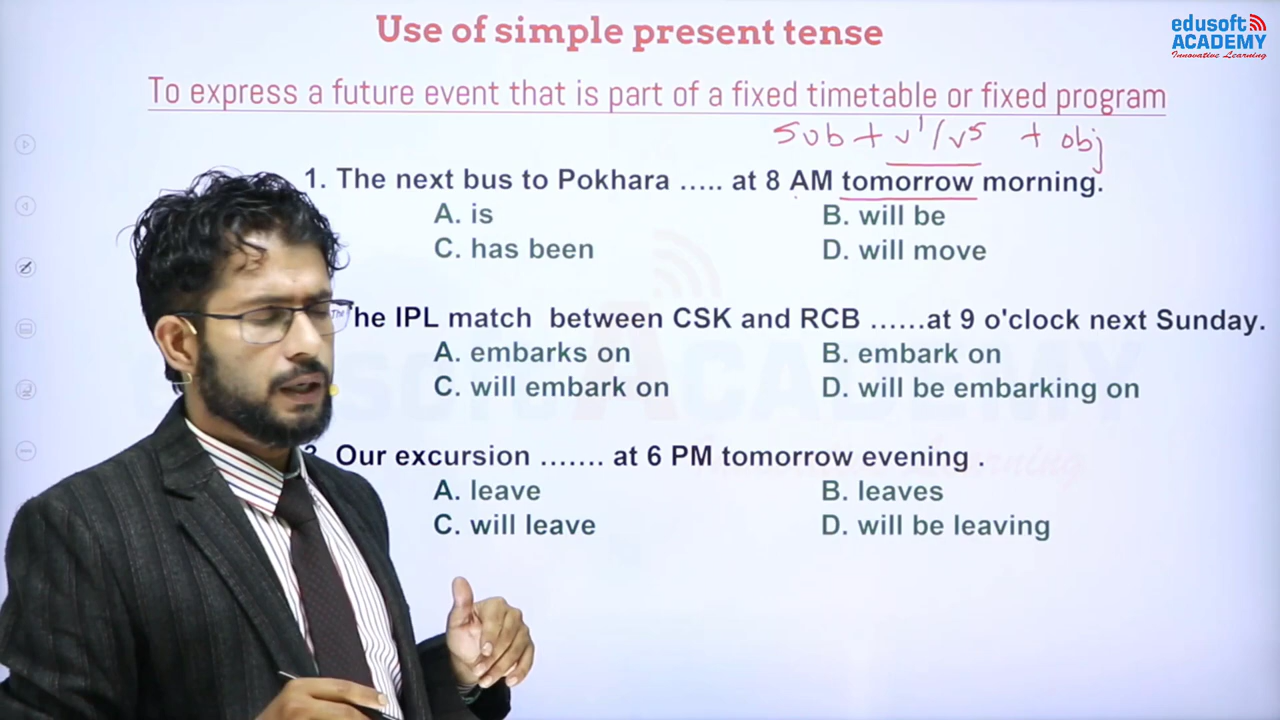 Use of simple present tense
edusoft
ACADEMY
Innovative Learning
To express a future event that is part of a fixed timetable or fixed program
Sub + v1/v5 + obj
1. The next bus to Pokhara ..... at 8 AM tomorrow morning.
A. is B. will be
C. has been D. will move
The IPL match between CSK and RCB ......at 9 o'clock next Sunday.
A. embarks on B. embark on
C. will embark on D. will be embarking on
Our excursion ....... at 6 PM tomorrow evening .
A. leave B. leaves
C. will leave D. will be leaving